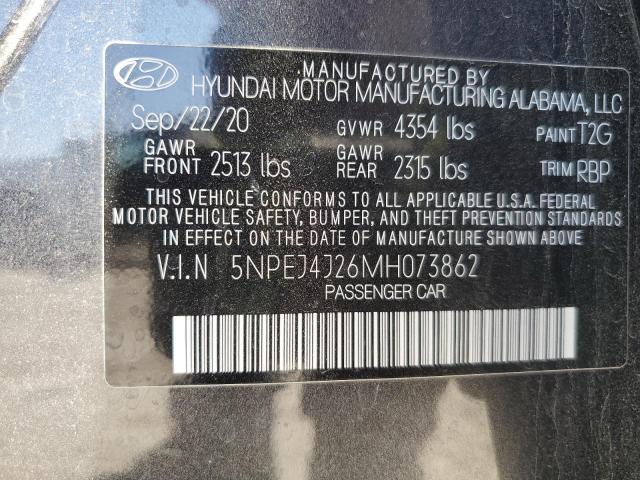 MANUFACTURED BY
HYUNDAI MOTOR MANUFACTURING ALABAMA, LLC
Sep/22/20 GVWR 4354 lbs PAINT T2G
GAWR FRONT 2513 lbs GAWR REAR 2315 lbs TRIM RBP
THIS VEHICLE CONFORMS TO ALL APPLICABLE U.S.A. FEDERAL
MOTOR VEHICLE SAFETY, BUMPER, AND THEFT PREVENTION STANDARDS
IN EFFECT ON THE DATE OF MANUFACTURE SHOWN ABOVE
V.I.N 5NPEJ4J26MH073862
PASSENGER CAR